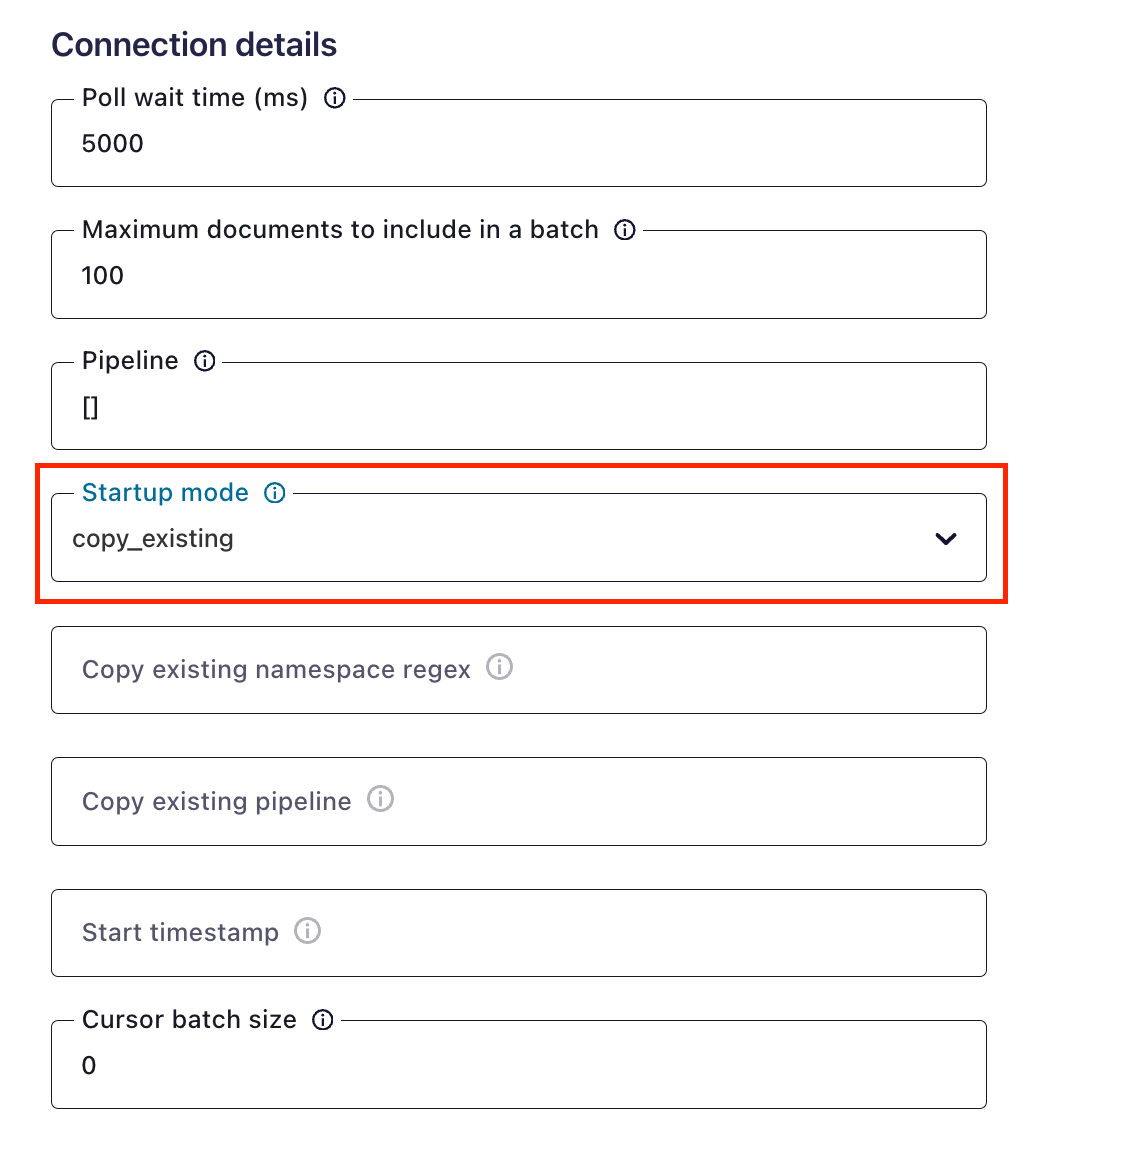 Connection details
Poll wait time (ms)
5000
Maximum documents to include in a batch
100
Pipeline
[]
Startup mode
copy_existing
Copy existing namespace regex
Copy existing pipeline
Start timestamp
Cursor batch size
0